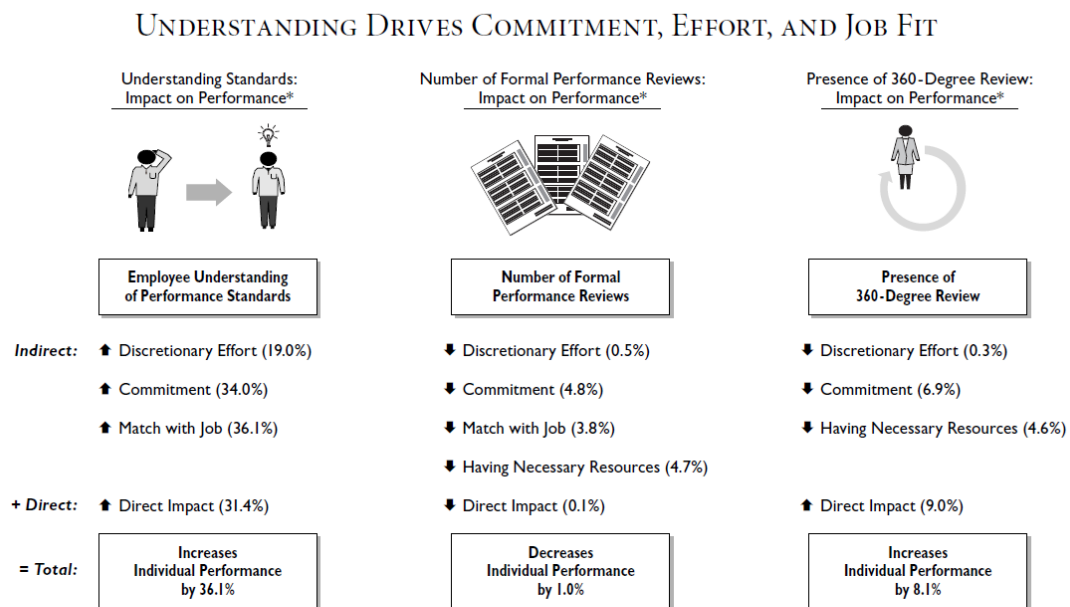 UNDERSTANDING DRIVES COMMITMENT, EFFORT, AND JOB FIT
Understanding Standards:
Impact on Performance*
Number of Formal Performance Reviews:
Impact on Performance*
Presence of 360-Degree Review:
Impact on Performance*
Employee Understanding
of Performance Standards
Number of Formal
Performance Reviews
Presence of
360-Degree Review
Indirect: ⬆ Discretionary Effort (19.0%) ⬇ Discretionary Effort (0.5%) ⬇ Discretionary Effort (0.3%)
⬆ Commitment (34.0%) ⬇ Commitment (4.8%) ⬇ Commitment (6.9%)
⬆ Match with Job (36.1%) ⬇ Match with Job (3.8%) ⬇ Having Necessary Resources (4.6%)
⬇ Having Necessary Resources (4.7%)
+ Direct: ⬆ Direct Impact (31.4%) ⬇ Direct Impact (0.1%) ⬆ Direct Impact (9.0%)
= Total:
Increases
Individual Performance
by 36.1%
Decreases
Individual Performance
by 1.0%
Increases
Individual Performance
by 8.1%